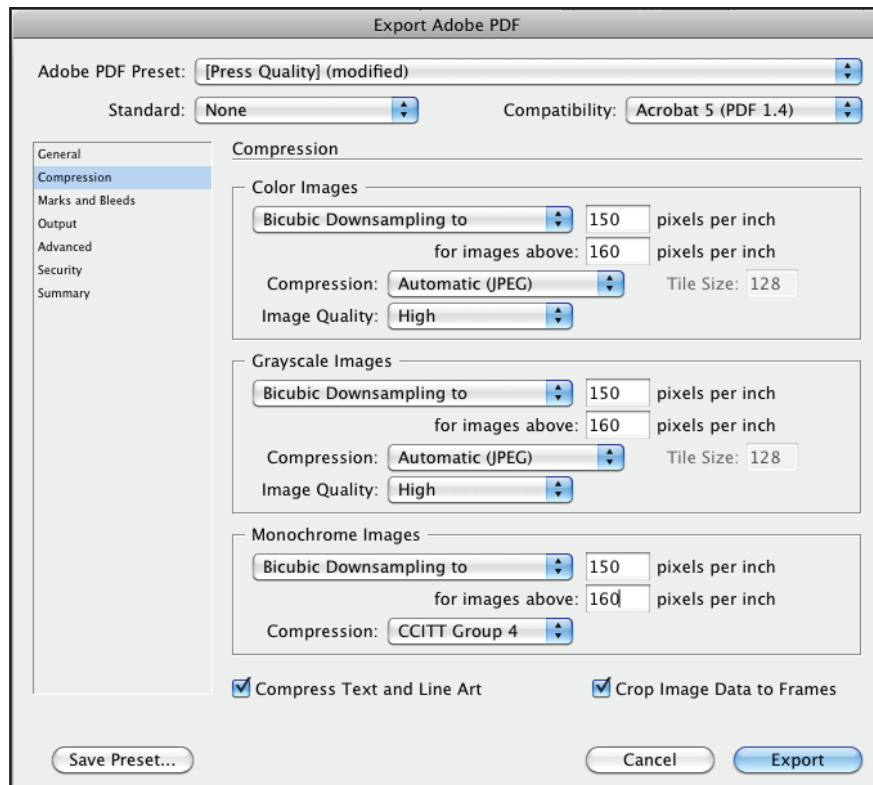 Export Adobe PDF
Adobe PDF Preset: [Press Quality] (modified)
Standard: None Compatibility: Acrobat 5 (PDF 1.4)
General
Compression
Marks and Bleeds
Output
Advanced
Security
Summary
Compression
Color Images
Bicubic Downsampling to 150 pixels per inch
for images above: 160 pixels per inch
Compression: Automatic (JPEG) Tile Size: 128
Image Quality: High
Grayscale Images
Bicubic Downsampling to 150 pixels per inch
for images above: 160 pixels per inch
Compression: Automatic (JPEG) Tile Size: 128
Image Quality: High
Monochrome Images
Bicubic Downsampling to 150 pixels per inch
for images above: 160 pixels per inch
Compression: CCITT Group 4
Compress Text and Line Art Crop Image Data to Frames
Save Preset... Cancel Export